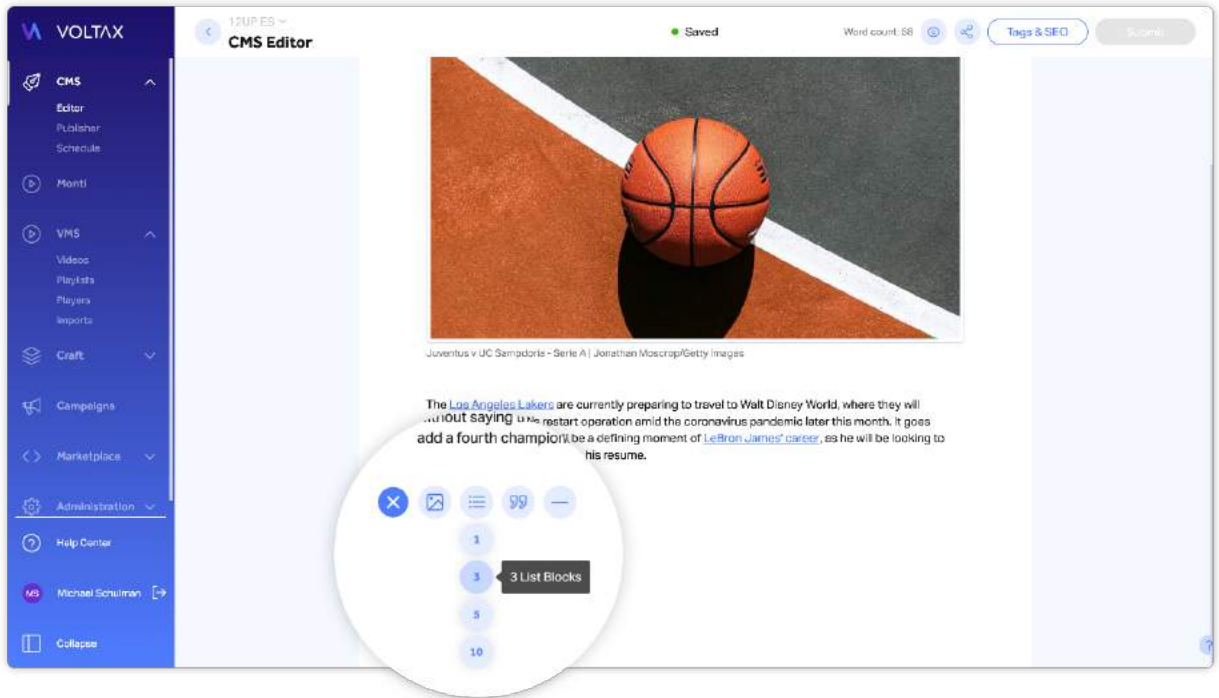 VOLTAX
12UP ES
CMS Editor
Saved
Word count: 68
Tags & SEO
Submit
CMS
Editor
Publisher
Schedule
Monti
VMS
Videos
Playlists
Players
Imports
Craft
Campaigns
Marketplace
Administration
Help Center
MS
Michael Schulman
Collapse
Juventus v UC Sampdoria - Serie A | Jonathan Moscrop/Getty Images
The Los Angeles Lakers are currently preparing to travel to Walt Disney World, where they will
restart operation amid the coronavirus pandemic later this month. It goes
without saying
be a defining moment of LeBron James' career, as he will be looking to
add a fourth champion
his resume.
1
3
3 List Blocks
5
10
?